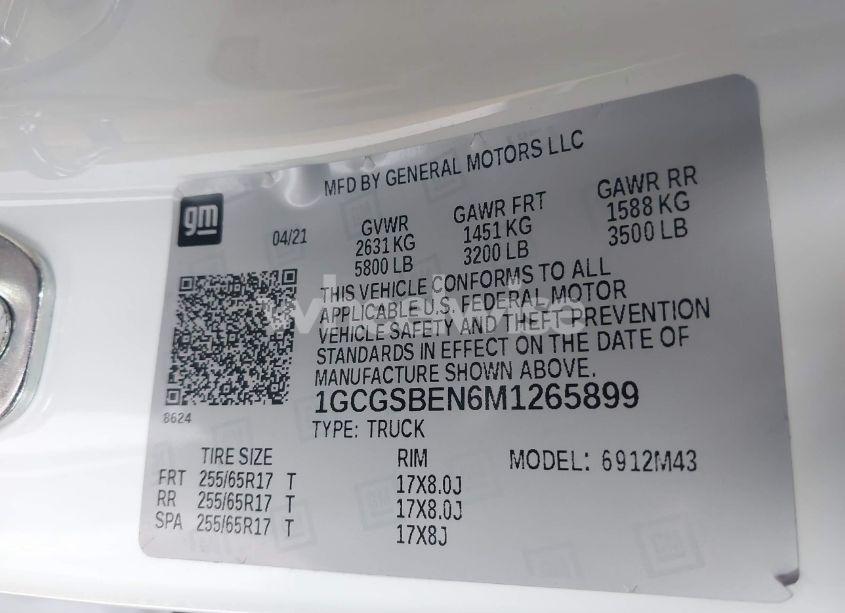 MFD BY GENERAL MOTORS LLC
gm
04/21
GVWR
2631 KG
5800 LB
GAWR FRT
1451 KG
3200 LB
GAWR RR
1588 KG
3500 LB
THIS VEHICLE CONFORMS TO ALL
APPLICABLE U.S. FEDERAL MOTOR
VEHICLE SAFETY AND THEFT PREVENTION
STANDARDS IN EFFECT ON THE DATE OF
MANUFACTURE SHOWN ABOVE.
1GCGSBEN6M1265899
8624
TYPE: TRUCK
TIRE SIZE RIM MODEL: 6912M43
FRT 255/65R17 T 17X8.0J
RR 255/65R17 T 17X8.0J
SPA 255/65R17 T 17X8J